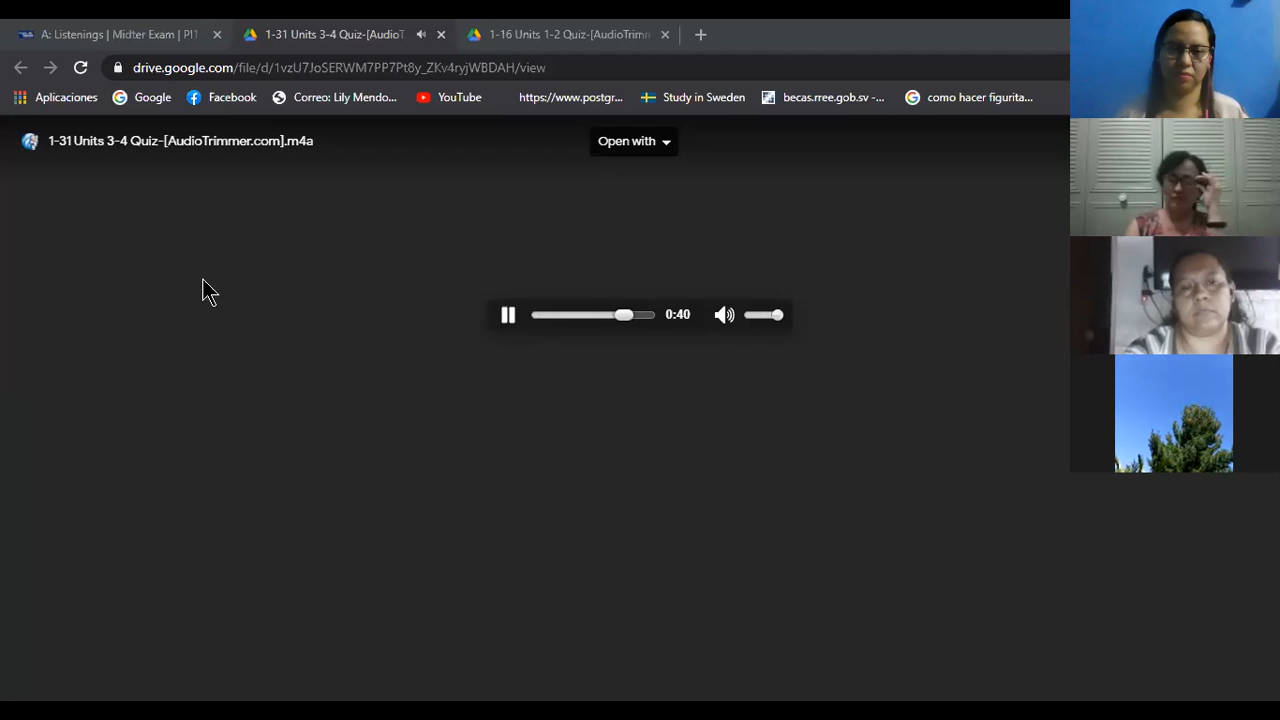 A: Listenings | Midter Exam | P11
1-31 Units 3-4 Quiz-[AudioT
1-16 Units 1-2 Quiz-[AudioTrimm
drive.google.com/file/d/1vzU7JoSERWM7PP7Pt8y_ZKv4ryjWBDAH/view
Aplicaciones
Google
Facebook
Correo: Lily Mendo...
YouTube
https://www.postgr...
Study in Sweden
becas.rree.gob.sv -...
como hacer figurita...
1-31 Units 3-4 Quiz-[AudioTrimmer.com].m4a
Open with
0:40